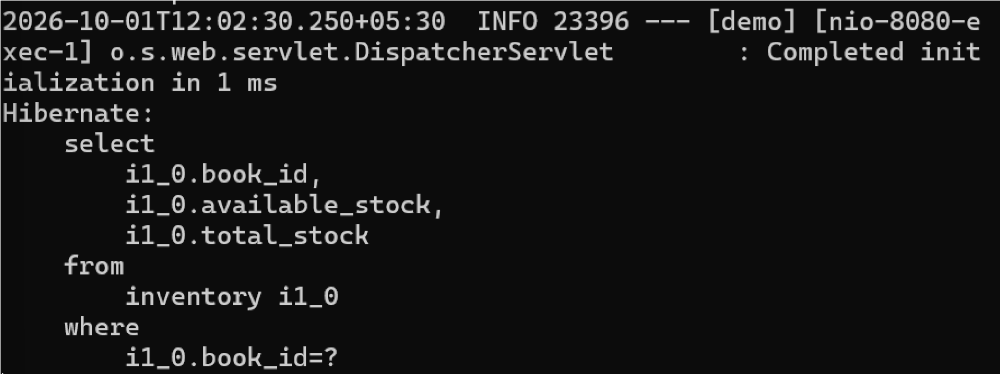 2026-10-01T12:02:30.250+05:30  INFO 23396 --- [demo] [nio-8080-e
xec-1] o.s.web.servlet.DispatcherServlet        : Completed init
ialization in 1 ms
Hibernate:
    select
        i1_0.book_id,
        i1_0.available_stock,
        i1_0.total_stock
    from
        inventory i1_0
    where
        i1_0.book_id=?